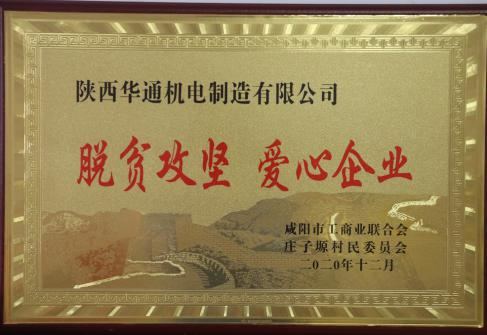 陕西华通机电制造有限公司
脱贫攻坚 爱心企业
咸阳市工商业联合会
庄子塬村民委员会
二〇二〇年十二月